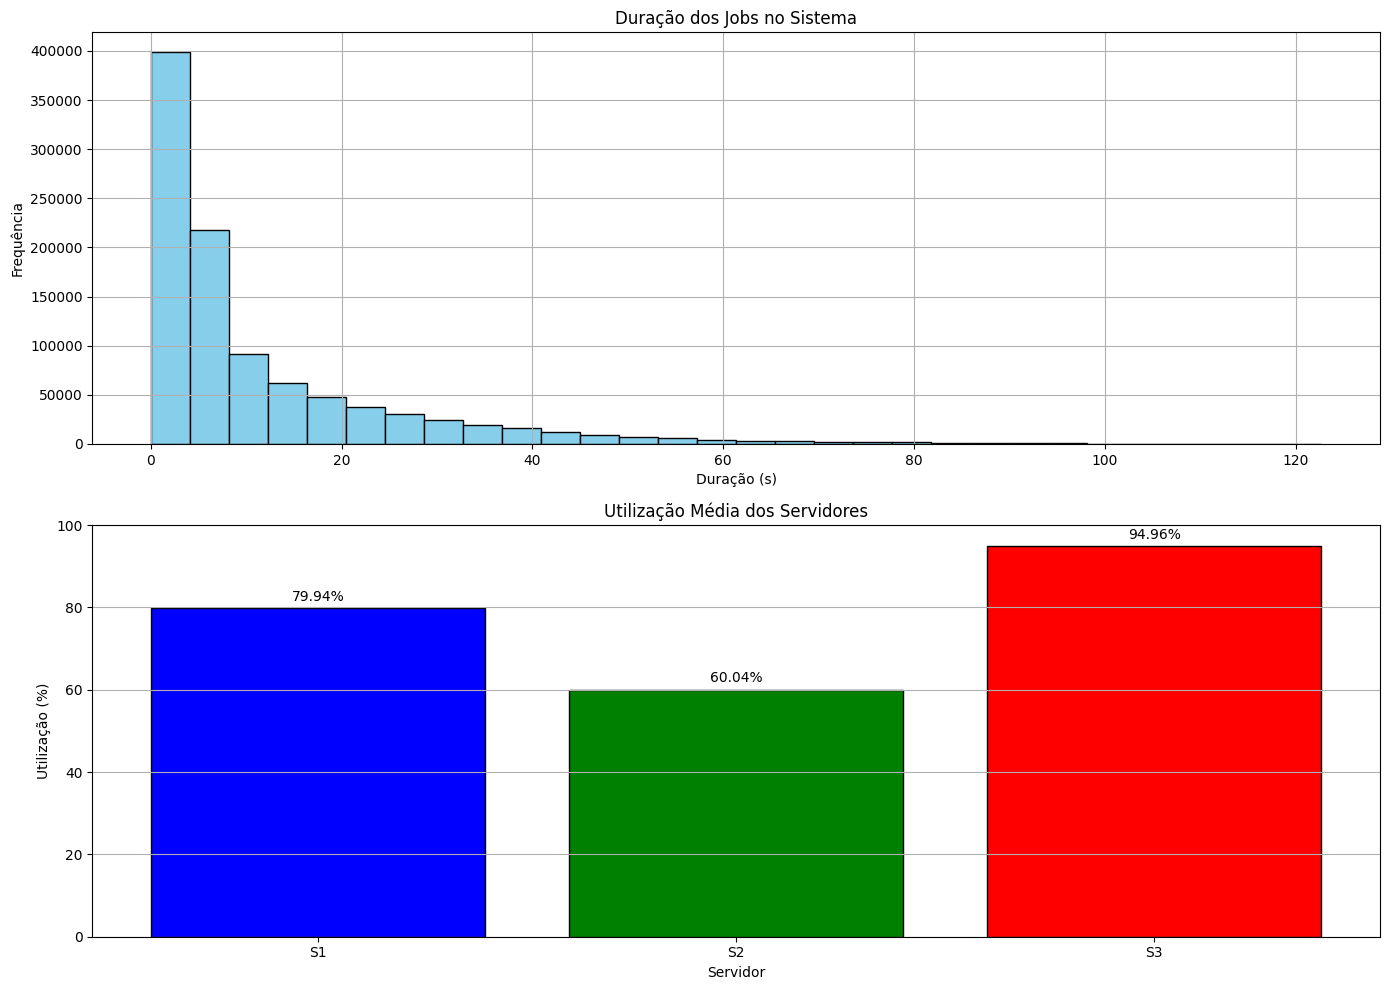 Duração dos Jobs no Sistema
Frequência
400000
350000
300000
250000
200000
150000
100000
50000
0
0 20 40 60 80 100 120
Duração (s)
Utilização Média dos Servidores
Utilização (%)
100
80
60
40
20
0
79.94%
60.04%
94.96%
S1 S2 S3
Servidor